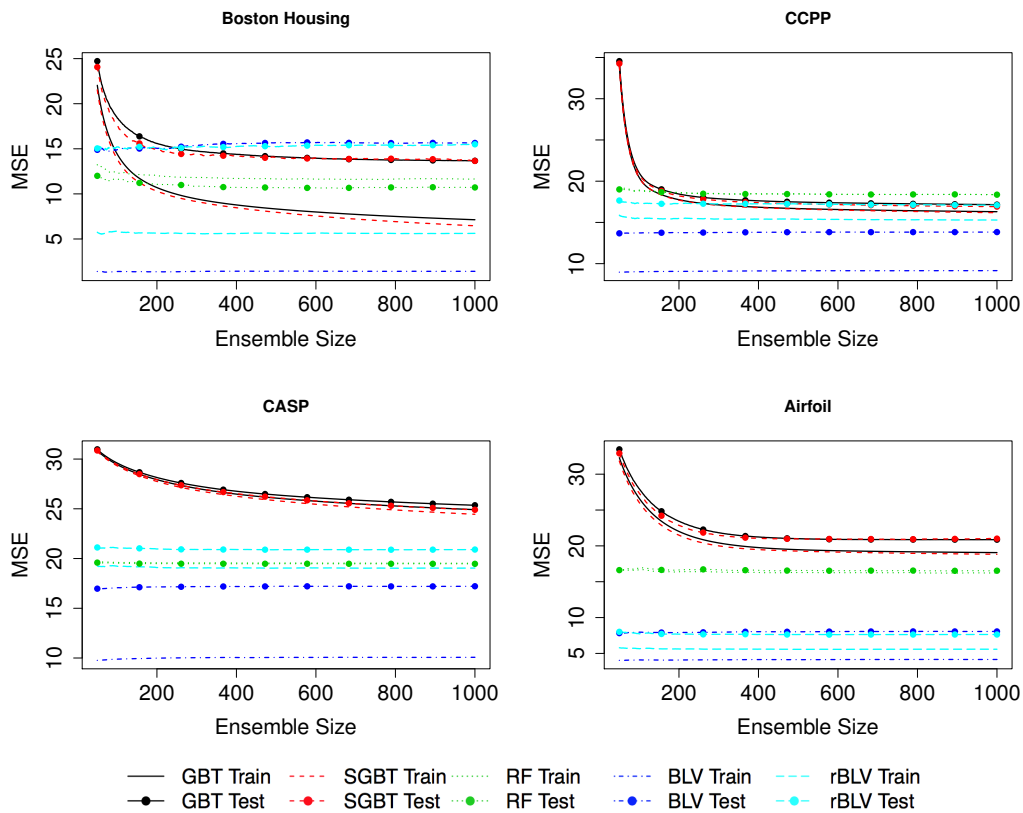 Boston Housing
MSE
25
20
15
10
5
200 400 600 800 1000
Ensemble Size
CCPP
MSE
30
20
10
200 400 600 800 1000
Ensemble Size
CASP
MSE
30
25
20
15
10
200 400 600 800 1000
Ensemble Size
Airfoil
MSE
30
20
10
5
200 400 600 800 1000
Ensemble Size
GBT Train SGBT Train RF Train BLV Train rBLV Train
GBT Test SGBT Test RF Test BLV Test rBLV Test